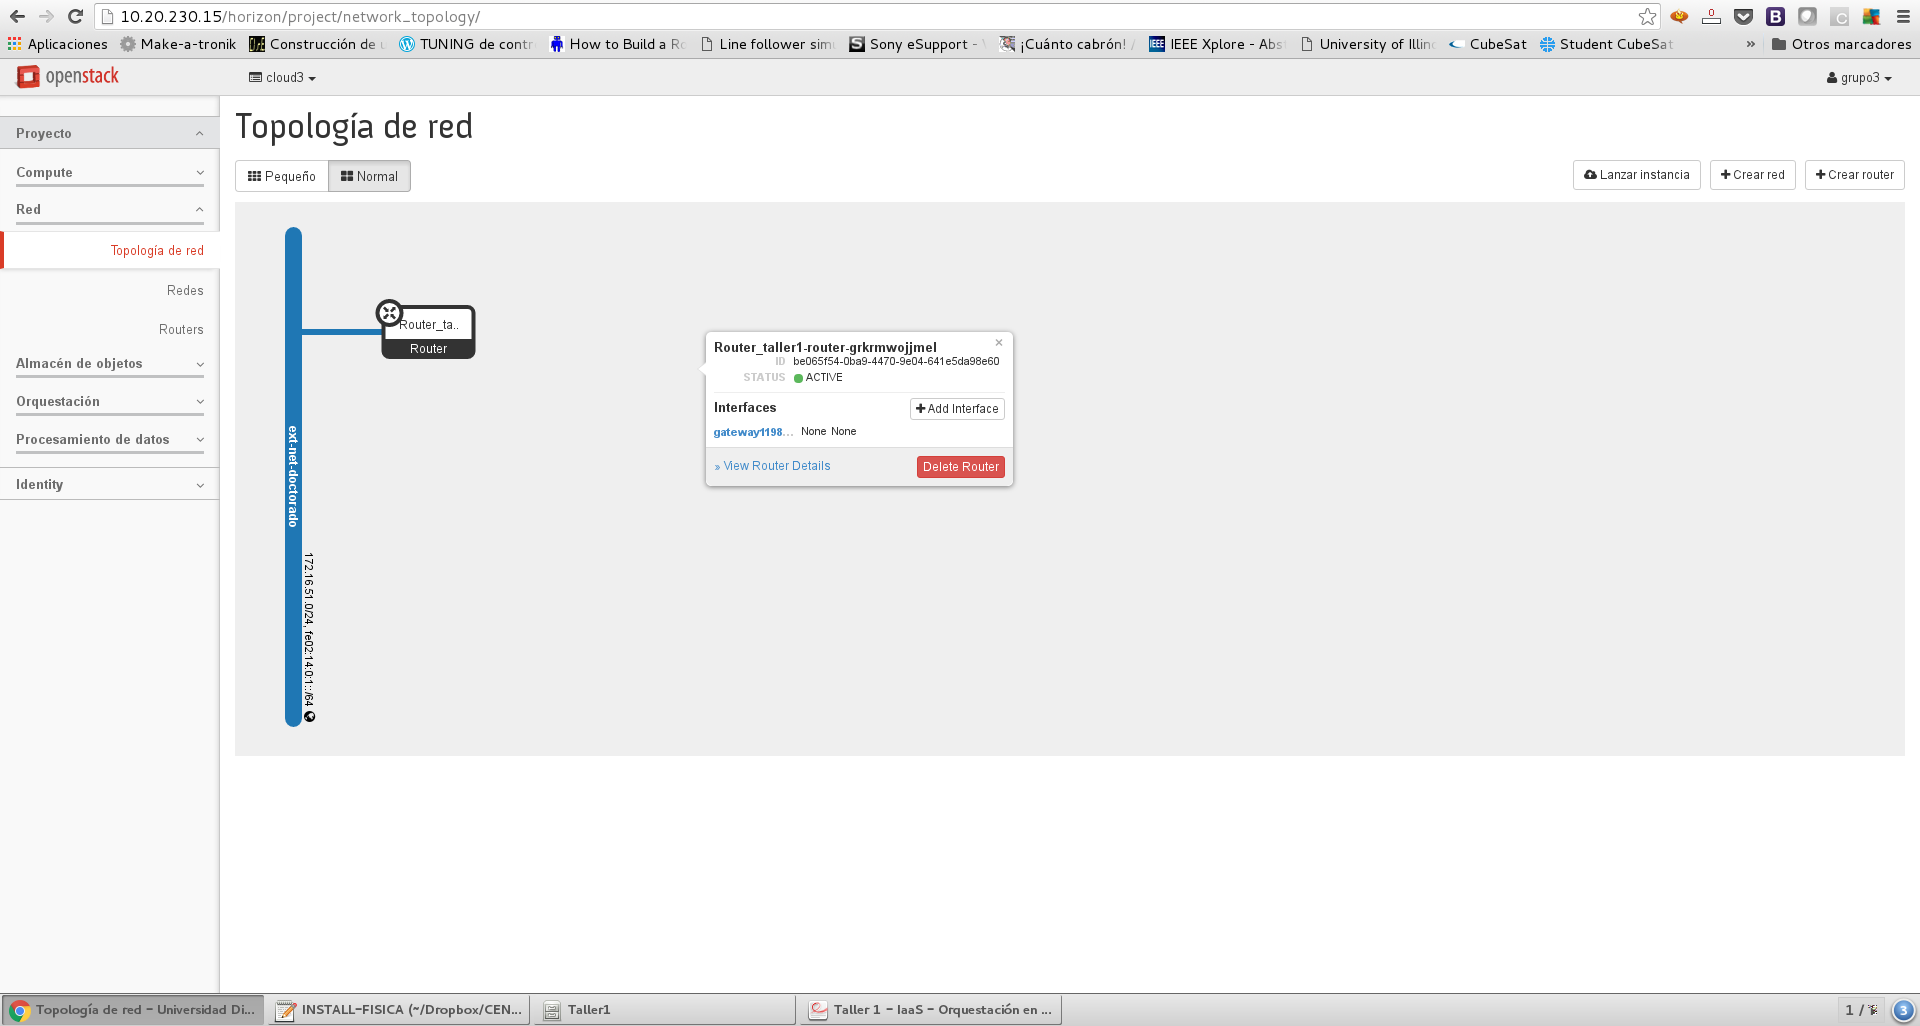 10.20.230.15/horizon/project/network_topology/
0
Aplicaciones
Make-a-tronik
Construcción de u
TUNING de contr
How to Build a Ro
Line follower simu
Sony eSupport - V
¡Cuánto cabrón! /
IEEE Xplore - Abs
University of Illino
CubeSat
Student CubeSat
»
Otros marcadores
openstack
cloud3
grupo3
Proyecto
Compute
Red
Topología de red
Redes
Routers
Almacén de objetos
Orquestación
Procesamiento de datos
Identity
Topología de red
Pequeño
Normal
Lanzar instancia
Crear red
Crear router
ext-net-doctorado
172.16.51.0/24, fe02:14:0:1::/64
Router_ta..
Router
Router_taller1-router-grkrmwojjmel
×
ID be065f54-0ba9-4470-9e04-641e5da98e60
STATUS ACTIVE
Interfaces
Add Interface
gateway1198... None None
» View Router Details
Delete Router
Topología de red - Universidad Di...
INSTALL-FISICA (~/Dropbox/CEN...
Taller1
Taller 1 - IaaS - Orquestación en ...
1 /
3